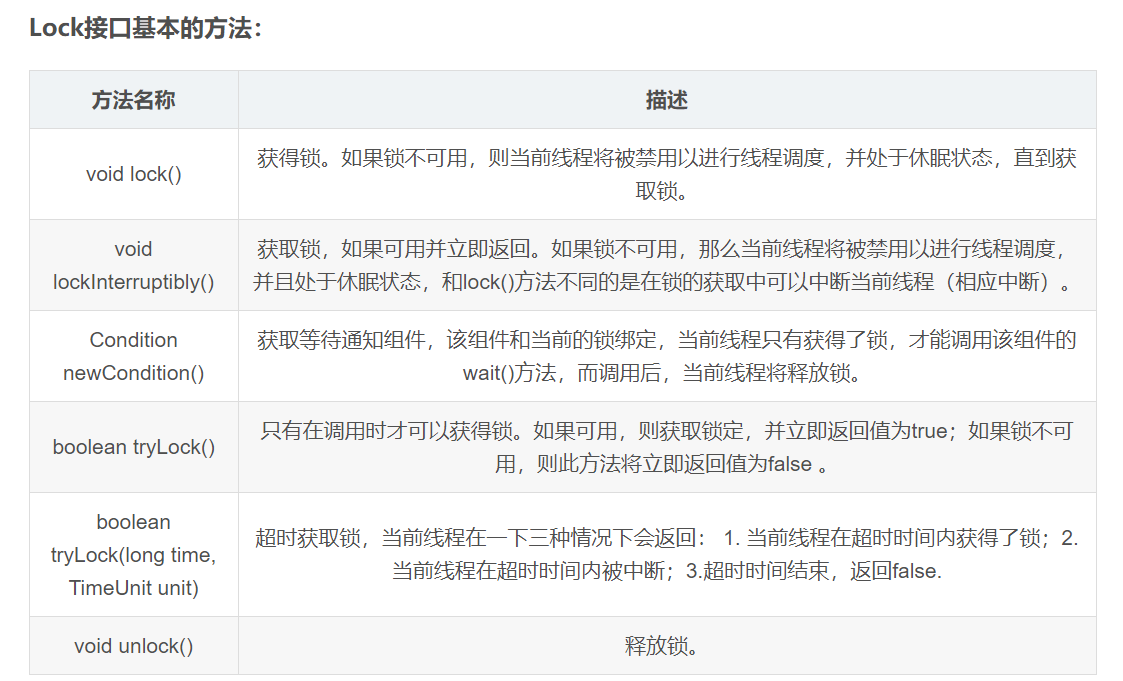 Lock接口基本的方法：
方法名称
描述
void lock()
获得锁。如果锁不可用，则当前线程将被禁用以进行线程调度，并处于休眠状态，直到获
取锁。
void
lockInterruptibly()
获取锁，如果可用并立即返回。如果锁不可用，那么当前线程将被禁用以进行线程调度，
并且处于休眠状态，和lock()方法不同的是在锁的获取中可以中断当前线程（相应中断）。
Condition
newCondition()
获取等待通知组件，该组件和当前的锁绑定，当前线程只有获得了锁，才能调用该组件的
wait()方法，而调用后，当前线程将释放锁。
boolean tryLock()
只有在调用时才可以获得锁。如果可用，则获取锁定，并立即返回值为true；如果锁不可
用，则此方法将立即返回值为false 。
boolean
tryLock(long time,
TimeUnit unit)
超时获取锁，当前线程在一下三种情况下会返回： 1. 当前线程在超时时间内获得了锁；2.
当前线程在超时时间内被中断；3.超时时间结束，返回false.
void unlock()
释放锁。